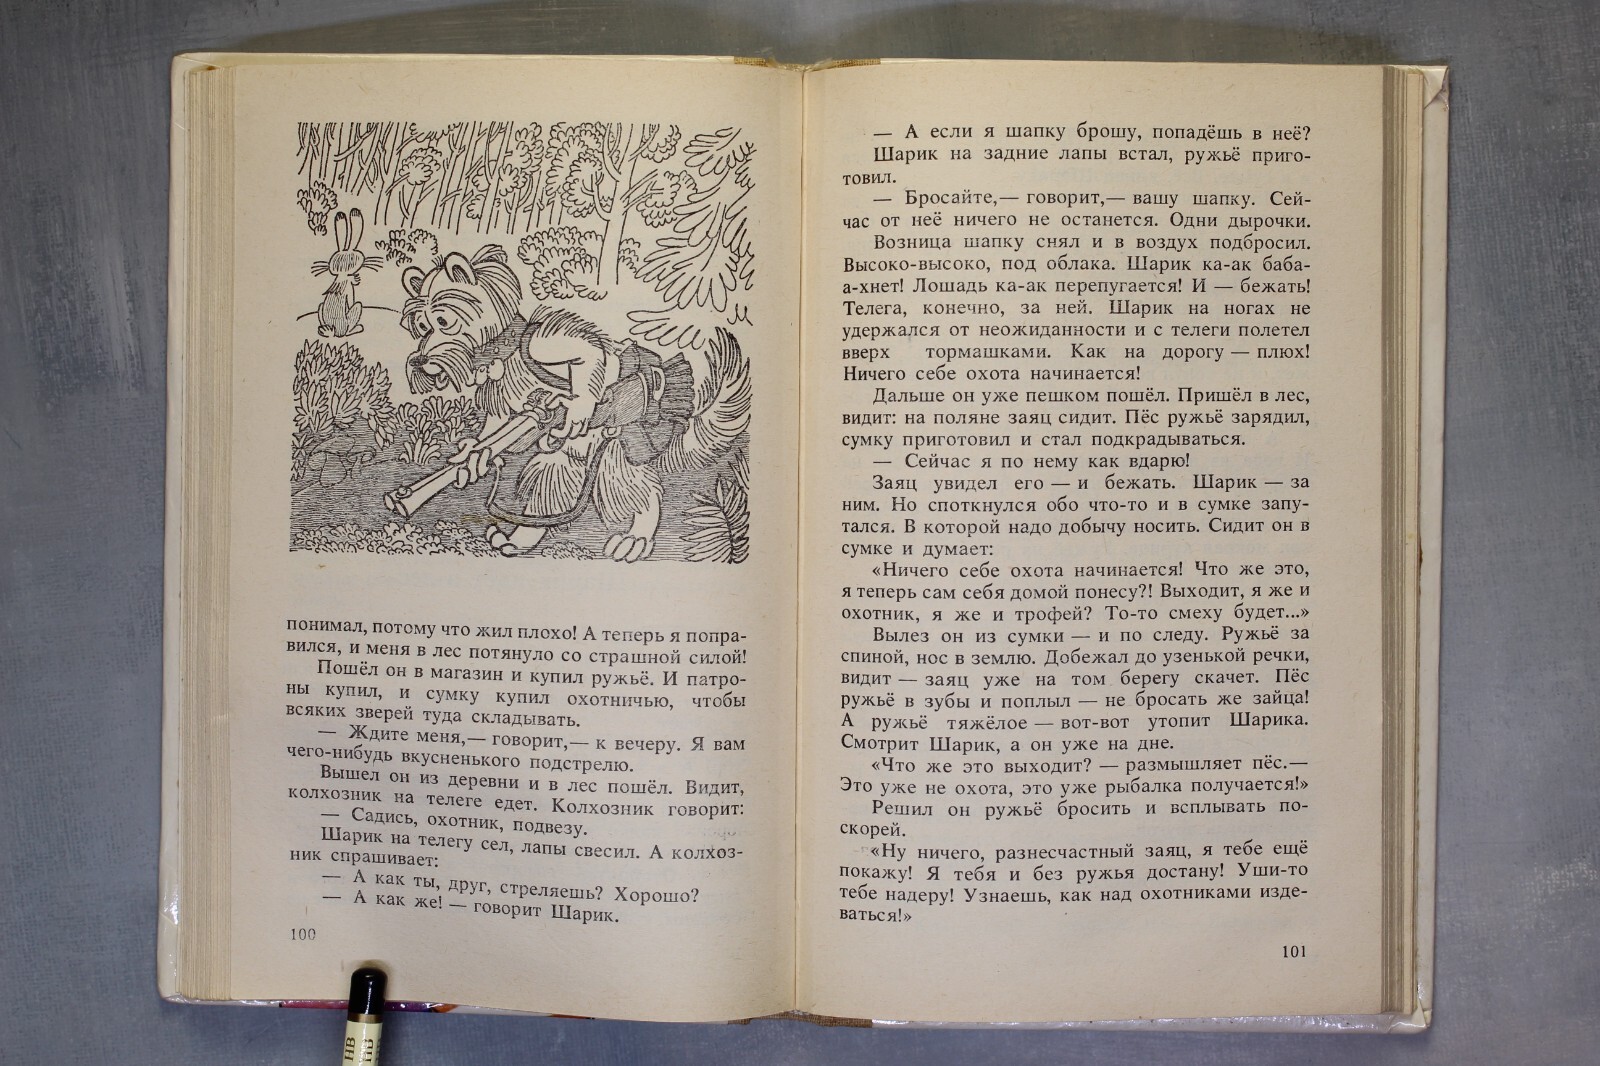 понимал, потому что жил плохо! А теперь я попра-
вился, и меня в лес потянуло со страшной силой!
Пошёл он в магазин и купил ружьё. И патро-
ны купил, и сумку купил охотничью, чтобы
всяких зверей туда складывать.
— Ждите меня,— говорит,— к вечеру. Я вам
чего-нибудь вкусненького подстрелю.
Вышел он из деревни и в лес пошёл. Видит,
колхозник на телеге едет. Колхозник говорит:
— Садись, охотник, подвезу.
Шарик на телегу сел, лапы свесил. А колхоз-
ник спрашивает:
— А как ты, друг, стреляешь? Хорошо?
— А как же! — говорит Шарик.
100
— А если я шапку брошу, попадёшь в неё?
Шарик на задние лапы встал, ружьё приго-
товил.
— Бросайте,— говорит,— вашу шапку. Сей-
час от неё ничего не останется. Одни дырочки.
Возница шапку снял и в воздух подбросил.
Высоко-высоко, под облака. Шарик ка-ак баба-
а-хнет! Лошадь ка-ак перепугается! И — бежать!
Телега, конечно, за ней. Шарик на ногах не
удержался от неожиданности и с телеги полетел
вверх тормашками. Как на дорогу — плюх!
Ничего себе охота начинается!
Дальше он уже пешком пошёл. Пришёл в лес,
видит: на поляне заяц сидит. Пёс ружьё зарядил,
сумку приготовил и стал подкрадываться.
— Сейчас я по нему как вдарю!
Заяц увидел его — и бежать. Шарик — за
ним. Но споткнулся обо что-то и в сумке запу-
тался. В которой надо добычу носить. Сидит он в
сумке и думает:
«Ничего себе охота начинается! Что же это,
я теперь сам себя домой понесу?! Выходит, я же и
охотник, я же и трофей? То-то смеху будет...»
Вылез он из сумки — и по следу. Ружьё за
спиной, нос в землю. Добежал до узенькой речки,
видит — заяц уже на том берегу скачет. Пёс
ружьё в зубы и поплыл — не бросать же зайца!
А ружьё тяжёлое — вот-вот утопит Шарика.
Смотрит Шарик, а он уже на дне.
«Что же это выходит? — размышляет пёс.—
Это уже не охота, это уже рыбалка получается!»
Решил он ружьё бросить и всплывать по-
скорей.
«Ну ничего, разнесчастный заяц, я тебе ещё
покажу! Я тебя и без ружья достану! Уши-то
тебе надеру! Узнаешь, как над охотниками изде-
ваться!»
101
HB
HB